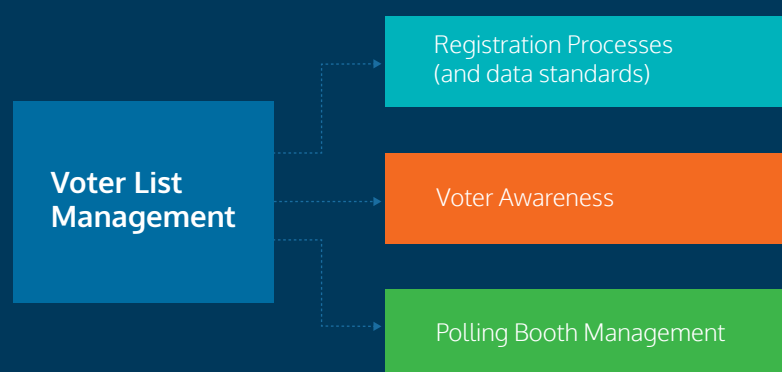 Voter List
Management
Registration Processes
(and data standards)
Voter Awareness
Polling Booth Management